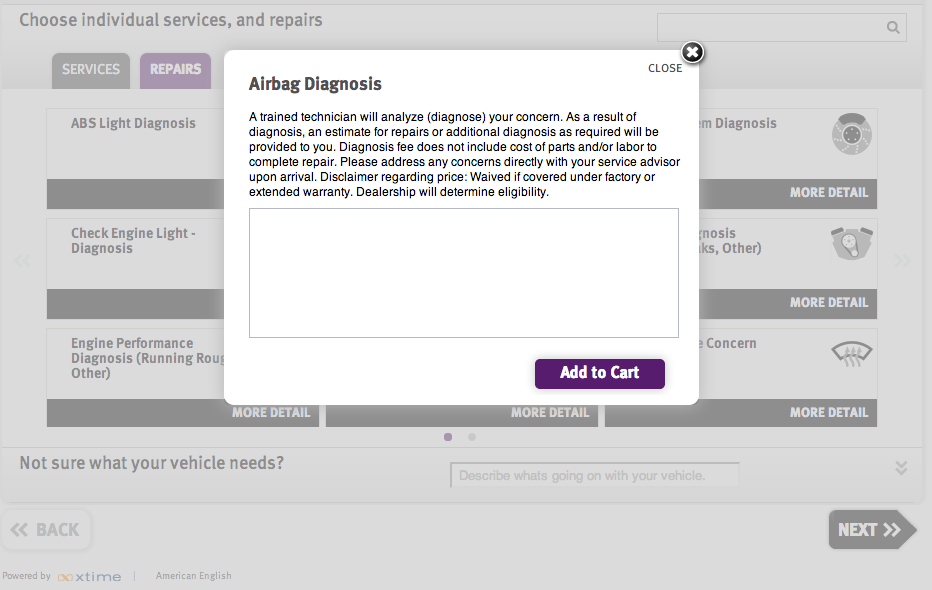 Choose individual services, and repairs
SERVICES
REPAIRS
CLOSE
Airbag Diagnosis
A trained technician will analyze (diagnose) your concern. As a result of
diagnosis, an estimate for repairs or additional diagnosis as required will be
provided to you. Diagnosis fee does not include cost of parts and/or labor to
complete repair. Please address any concerns directly with your service advisor
upon arrival. Disclaimer regarding price: Waived if covered under factory or
extended warranty. Dealership will determine eligibility.
Add to Cart
ABS Light Diagnosis
Diagnosis
MORE DETAIL
Check Engine Light -
Diagnosis
Other)
MORE DETAIL
Engine Performance
Diagnosis (Running
Other)
Concern
MORE DETAIL
MORE DETAIL
MORE DETAIL
Not sure what your vehicle needs?
Describe whats going on with your vehicle.
BACK
NEXT
Powered by xtime
American English